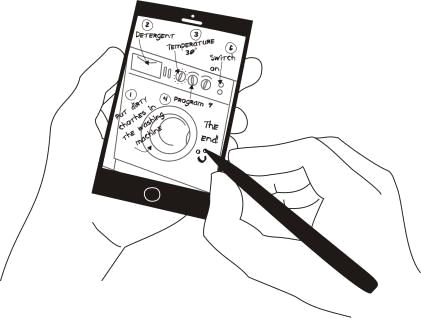 ②
DETERGENT
③
TEMPERATURE
30°
⑤
Switch
on
①
PUT DIRTY
clothes in
the washing
machine
④ Program 7
The
end